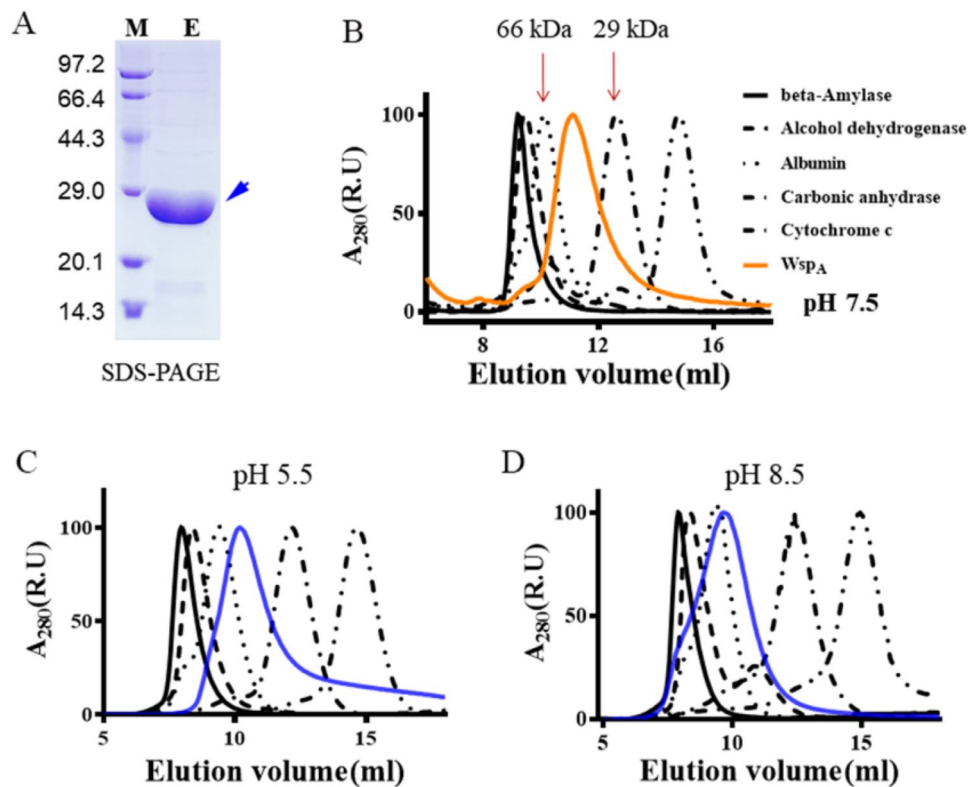 A
M E
97.2
66.4
44.3
29.0
20.1
14.3
SDS-PAGE
B
66 kDa 29 kDa
A280(R.U)
100
50
0
8 12 16
Elution volume(ml)
beta-Amylase
Alcohol dehydrogenase
Albumin
Carbonic anhydrase
Cytochrome c
WspA
pH 7.5
C
pH 5.5
A280(R.U)
100
50
0
5 10 15
Elution volume(ml)
D
pH 8.5
A280(R.U)
100
50
0
5 10 15
Elution volume(ml)